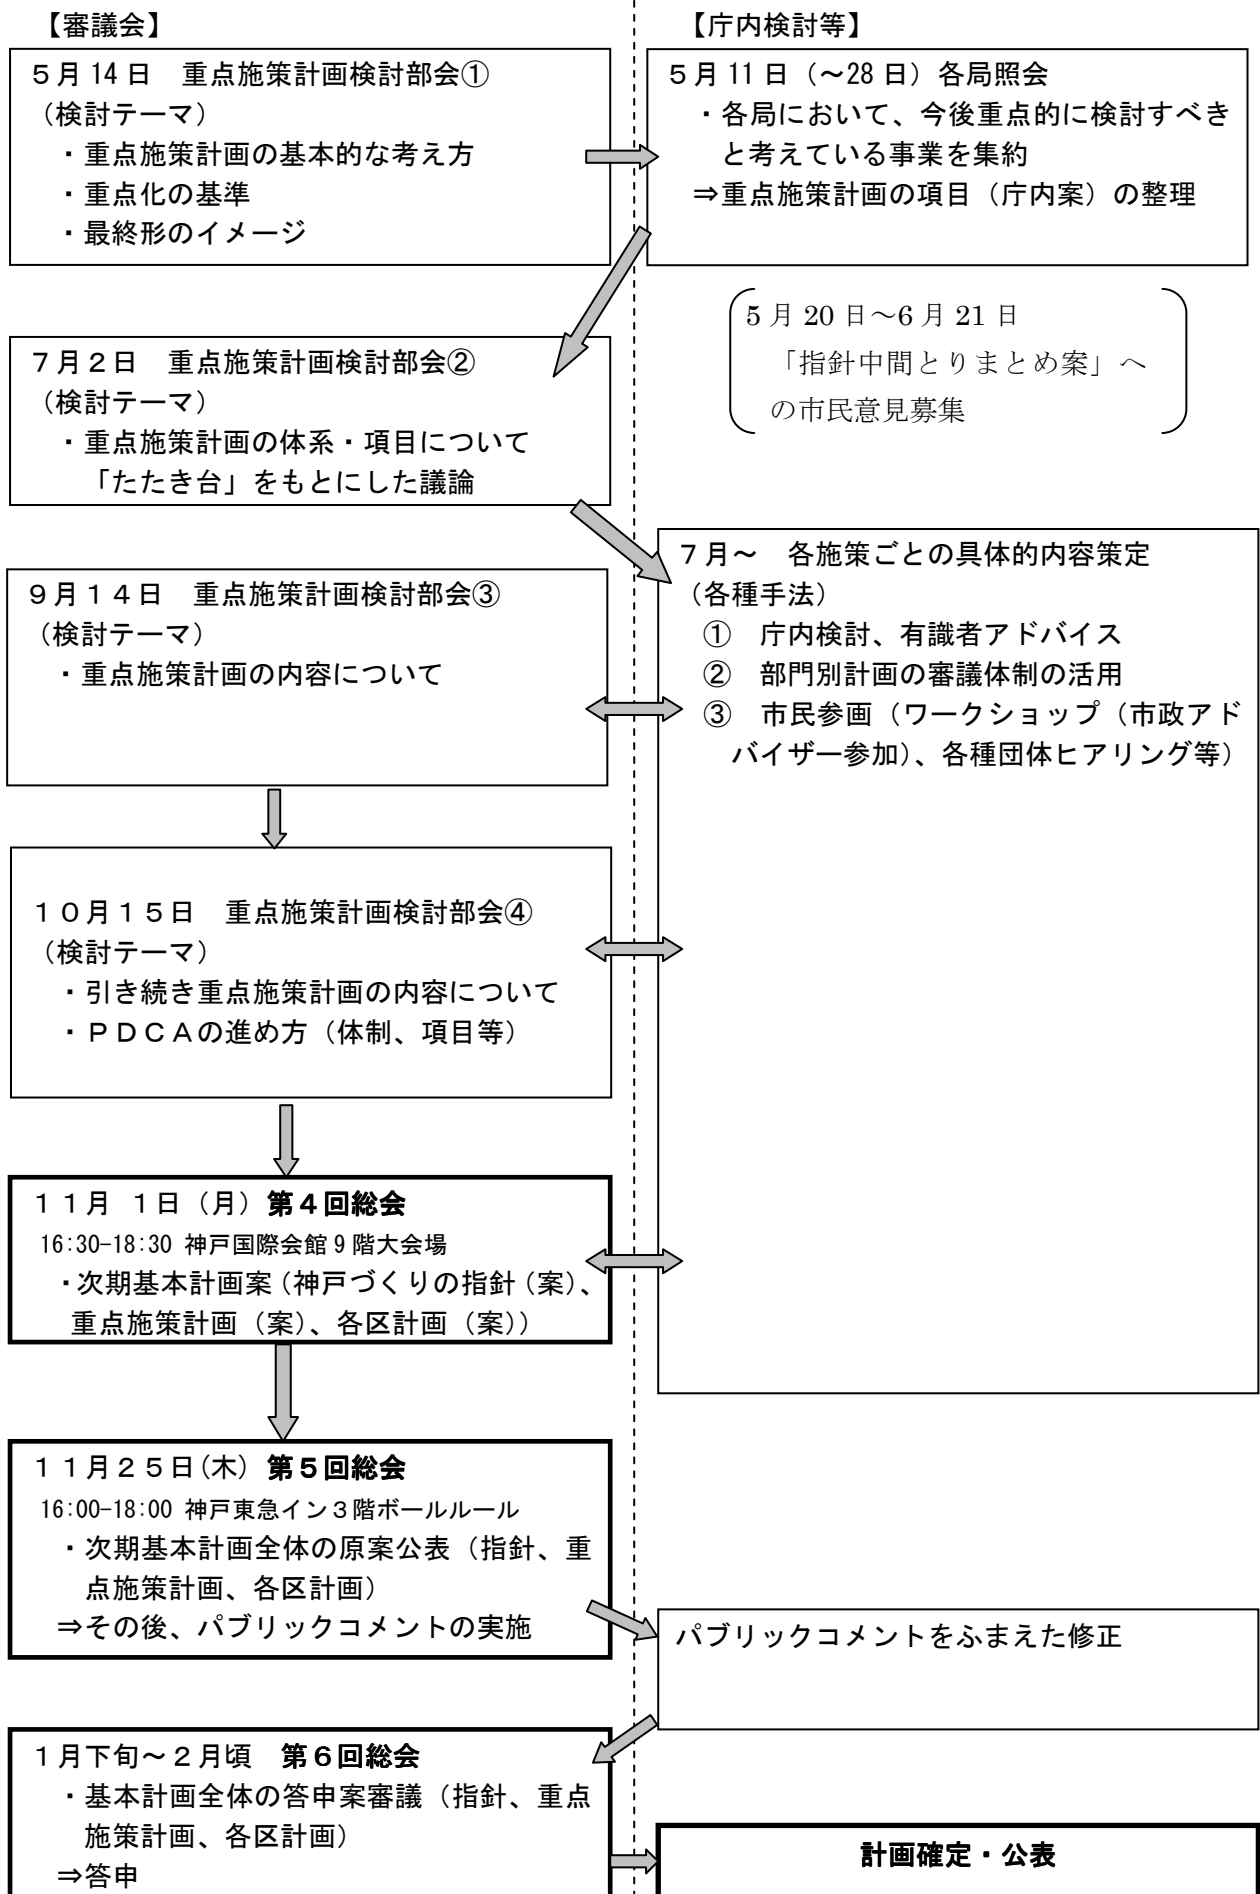 【審議会】
5月14日　重点施策計画検討部会①
（検討テーマ）
・重点施策計画の基本的な考え方
・重点化の基準
・最終形のイメージ
7月2日　重点施策計画検討部会②
（検討テーマ）
・重点施策計画の体系・項目について
「たたき台」をもとにした議論
９月１４日　重点施策計画検討部会③
（検討テーマ）
・重点施策計画の内容について
１０月１５日　重点施策計画検討部会④
（検討テーマ）
・引き続き重点施策計画の内容について
・ＰＤＣＡの進め方（体制、項目等）
１１月 １日（月）第４回総会
16:30-18:30 神戸国際会館９階大会場
・次期基本計画案（神戸づくりの指針（案）、
重点施策計画（案）、各区計画（案））
１１月２５日（木）第５回総会
16:00-18:00 神戸東急イン３階ボールルール
・次期基本計画全体の原案公表（指針、重
点施策計画、各区計画）
⇒その後、パブリックコメントの実施
１月下旬～２月頃　第６回総会
・基本計画全体の答申案審議（指針、重点
施策計画、各区計画）
⇒答申
【庁内検討等】
５月11日（～28日）各局照会
・各局において、今後重点的に検討すべき
と考えている事業を集約
⇒重点施策計画の項目（庁内案）の整理
5月20日～6月21日
「指針中間とりまとめ案」へ
の市民意見募集
７月～　各施策ごとの具体的内容策定
（各種手法）
①　庁内検討、有識者アドバイス
②　部門別計画の審議体制の活用
③　市民参画（ワークショップ（市政アド
バイザー参加）、各種団体ヒアリング等）
パブリックコメントをふまえた修正
計画確定・公表